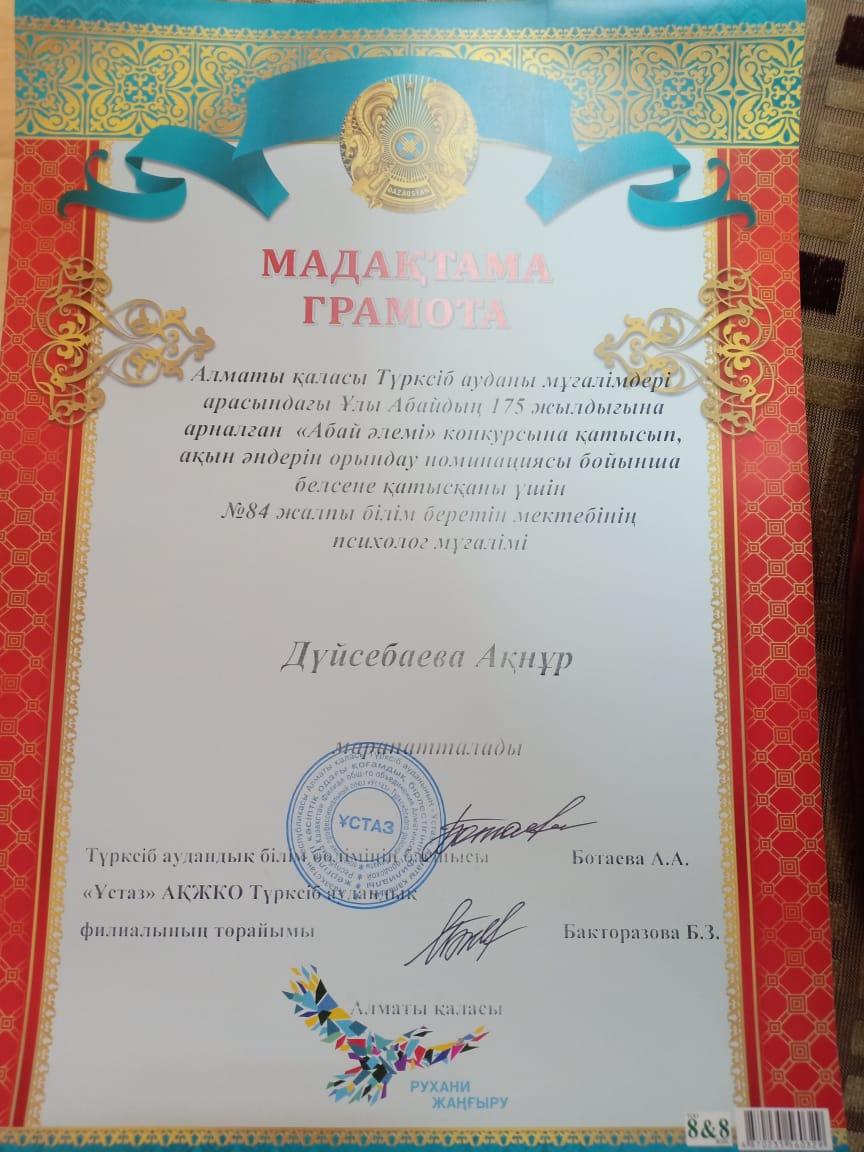 QAZAQSTAN
МАДАҚТАМА
ГРАМОТА
Алматы қаласы Түрксіб ауданы мұғалімдері
арасындағы Ұлы Абайдың 175 жылдығына
арналған «Абай әлемі» конкурсына қатысып,
ақын әндерін орындау номинациясы бойынша
белсене қатысқаны үшін
№84 жалпы білім беретін мектебінің
психолог мұғалімі
Дүйсебаева Ақнұр
марапатталады
ҰСТАЗ
Түрксіб аудандық білім бөлімінің басшысы Ботаева А.А.
«Ұстаз» АҚЖКО Түрксіб аудандық
филиалының төрайымы Бакторазова Б.З.
Алматы қаласы
РУХАНИ
ЖАҢҒЫРУ
8&8